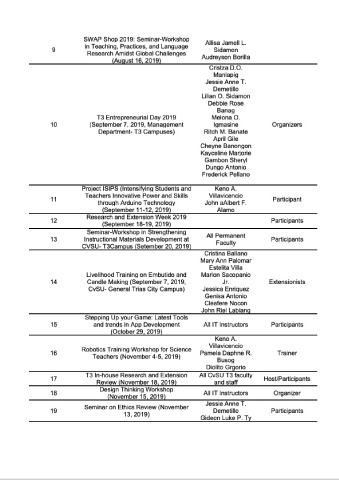 SWAP Shop 2019: Seminar-Workshop
in Teaching, Practices, and Language
Research Amidst Global Challenges
(August 16, 2019)
9
Allisa Jamell L.
Sidamon
Audreyson Borilla
10
T3 Entrepreneurial Day 2019
(September 7, 2019, Management
Department- T3 Campuses)
Cristza D.O.
Manlapig
Jessie Anne T.
Demetillo
Lilian O. Sidamon
Debbie Rose
Banag
Melona O.
Igmasine
Ritch M. Banate
April Gile
Cheyne Banongon
Kayceline Marjorie
Gambon Sheryl
Dungo Antonio
Frederick Pellano
Organizers
11
Project ISIPS (Intensifying Students and
Teachers Innovative Power and Skills
through Arduino Technology
(September 11-12, 2019)
Keno A.
Villavicencio
John aAlbert F.
Alamo
Participant
12
Research and Extension Week 2019
(September 18-19, 2019)
Participants
13
Seminar-Workshop in Strengthening
Instructional Materials Development at
CVSU- T3Campus (Setember 20, 2019)
All Permanent
Faculty
Participants
14
Livelihood Training on Embutido and
Candle Making (September 7, 2019,
CvSU- General Trias City Campus)
Cristina Ballano
Mary Ann Palomar
Estelita Villa
Marlon Sacopanio
Jr.
Jessica Enriquez
Genisa Antonio
Cleofere Nocon
John Riel Labiang
Extensionists
15
Stepping Up your Game: Latest Tools
and trends in App Development
(October 29, 2019)
All IT Instructors
Participants
16
Robotics Training Workshop for Science
Teachers (November 4-5, 2019)
Keno A.
Villavicencio
Pamela Daphne R.
Busog
Diolito Grgorio
Trainer
17
T3 In-house Research and Extension
Review (November 18, 2019)
All CvSU T3 faculty
and staff
Host/Participants
18
Design Thinking Workshop
(November 15, 2019)
All IT Instructors
Organizer
19
Seminar on Ethics Review (November
13, 2019)
Jessie Anne T.
Demetillo
Gideon Luke P. Ty
Participants